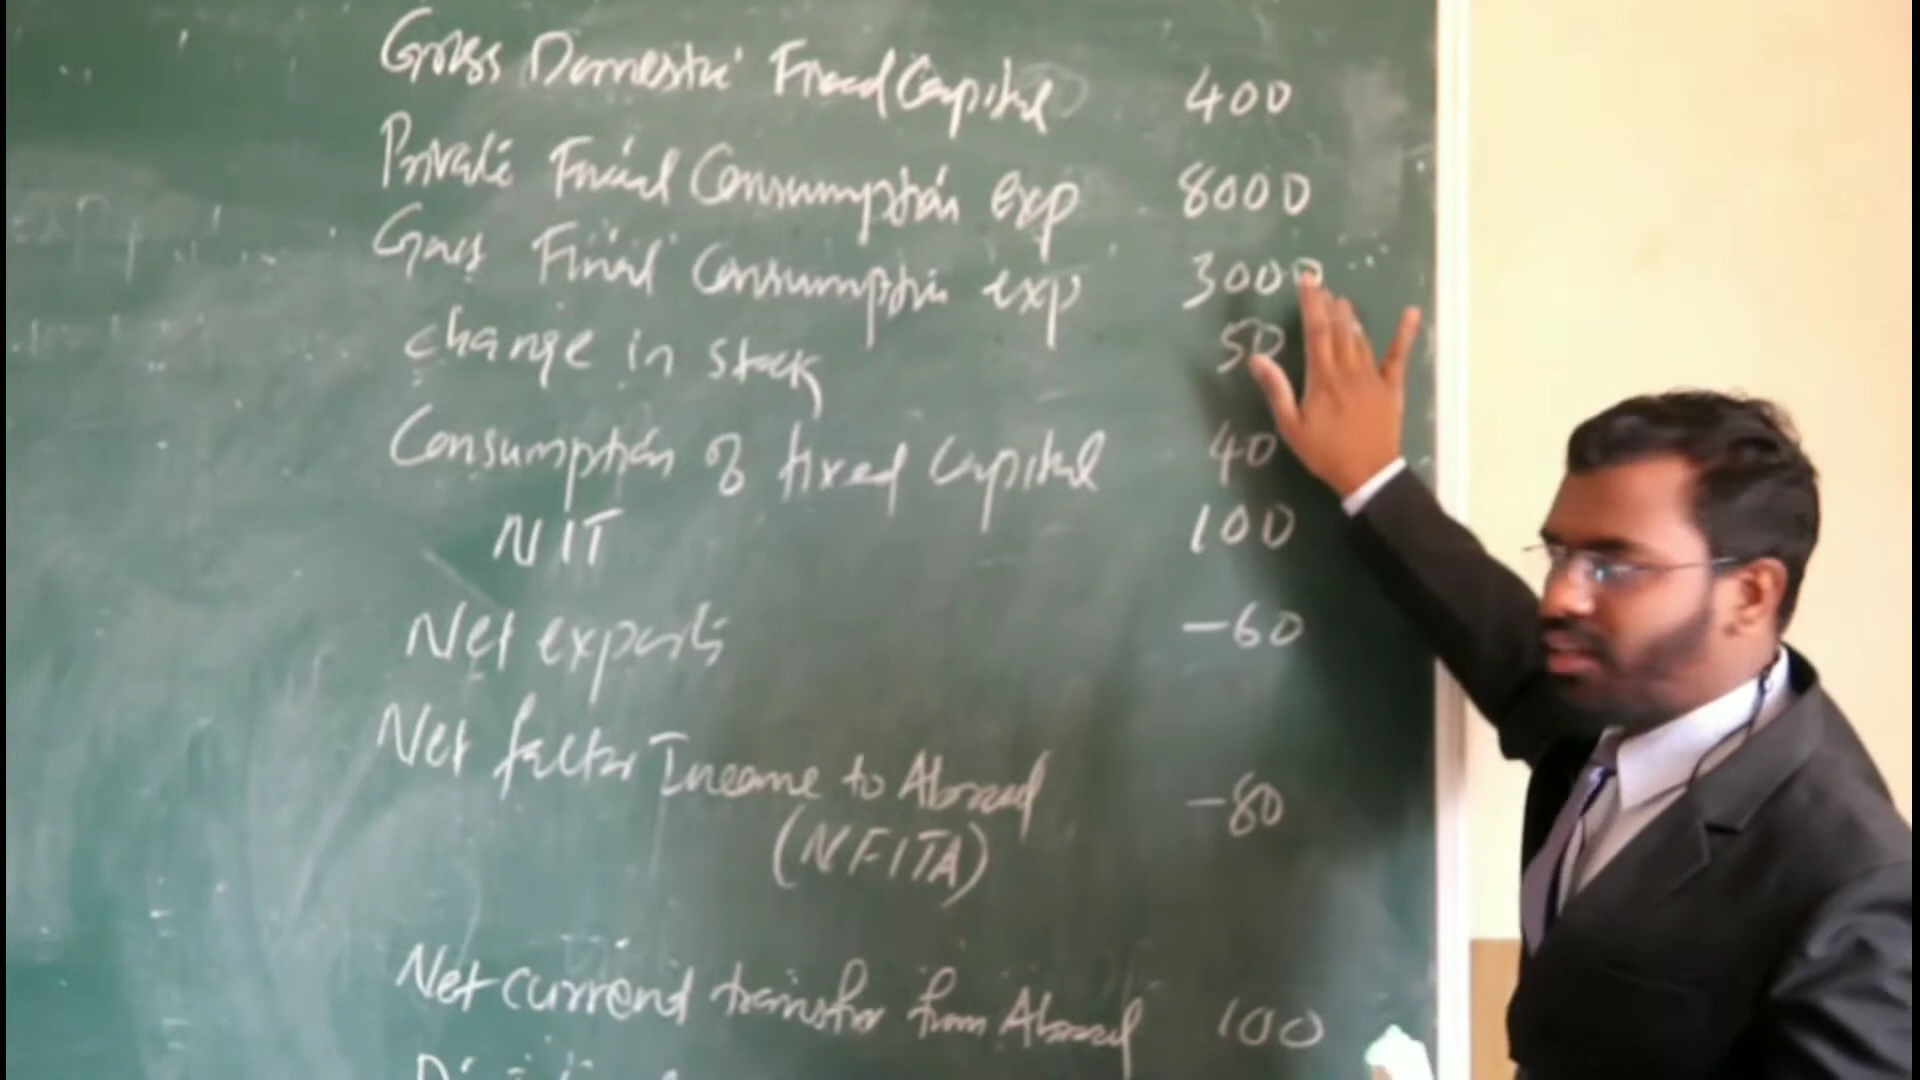 Gross Domestic Fixed Capital 400
Private Final Consumption exp 8000
Gov Final Consumption exp 3000
change in stock 50
Consumption of fixed Capital 40
NIT 100
Net exports -60
Net factor Income to Abroad -80
(NFITA)
Net current transfer from Abroad 100